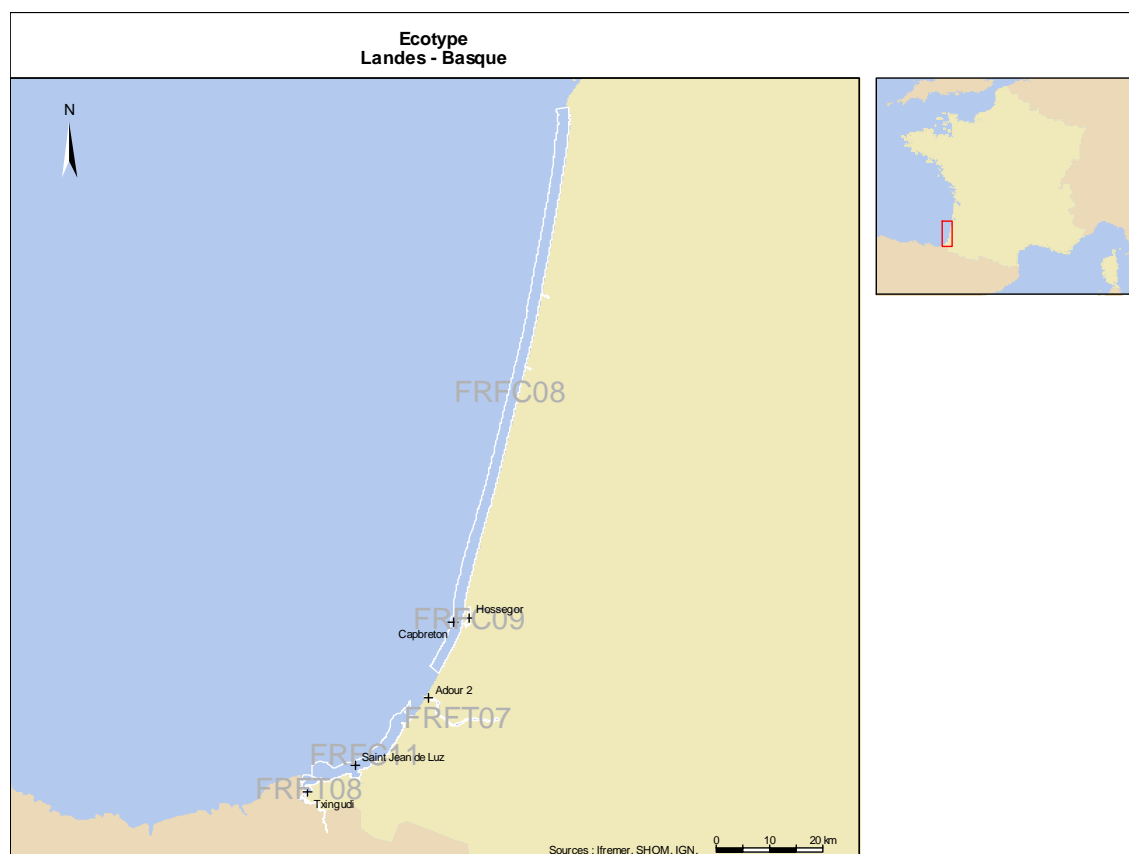 Ecotype
Landes - Basque
N
FRFC08
Hossegor
FRFC09
Capbreton
Adour 2
FRFT07
FRFC11
Saint Jean de Luz
FRFT08
Txingudi
0 10 20 km
Sources : Ifremer, SHOM, IGN.